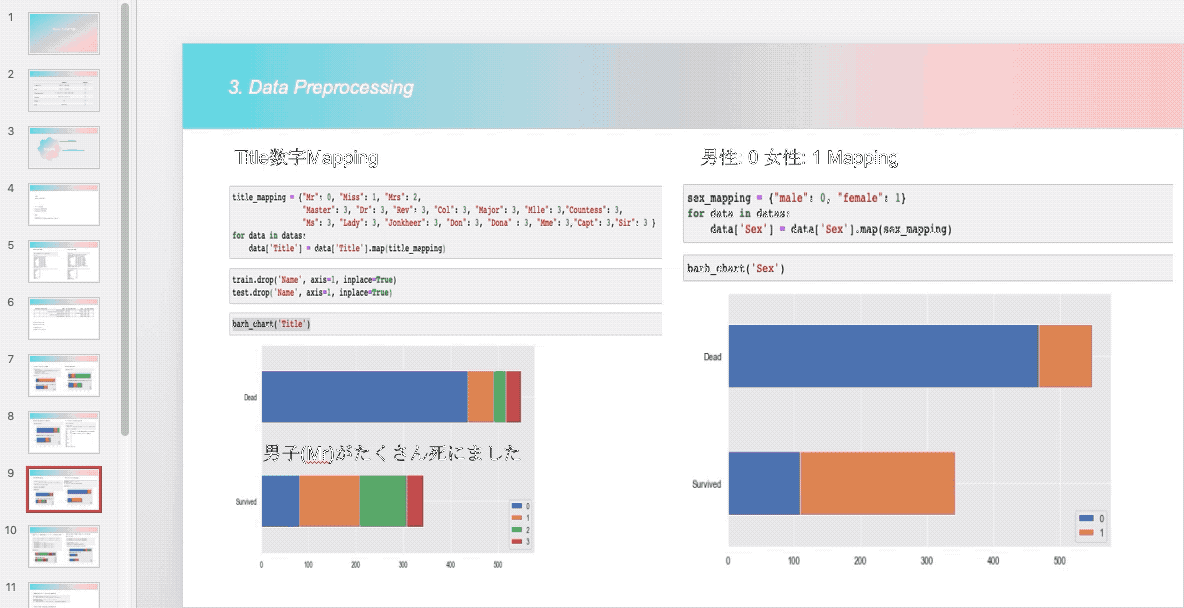 1
2
3
4
5
6
7
8
9
10
11
3. Data Preprocessing
Title数字Mapping
title_mapping = {"Mr": 0, "Miss": 1, "Mrs": 2,
"Master": 3, "Dr": 3, "Rev": 3, "Col": 3, "Major": 3, "Mlle": 3,"Countess": 3,
"Ms": 3, "Lady": 3, "Jonkheer": 3, "Don": 3, "Dona" : 3, "Mme": 3,"Capt": 3,"Sir": 3 }
for data in datas:
data['Title'] = data['Title'].map(title_mapping)
train.drop('Name', axis=1, inplace=True)
test.drop('Name', axis=1, inplace=True)
barh_chart('Title')
Dead
男子(Mr)がたくさん死にました
Survived
0
1
2
3
0 100 200 300 400 500
男性: 0 女性: 1 Mapping
sex_mapping = {"male": 0, "female": 1}
for data in datas:
data['Sex'] = data['Sex'].map(sex_mapping)
barh_chart('Sex')
Dead
Survived
0
1
0 100 200 300 400 500